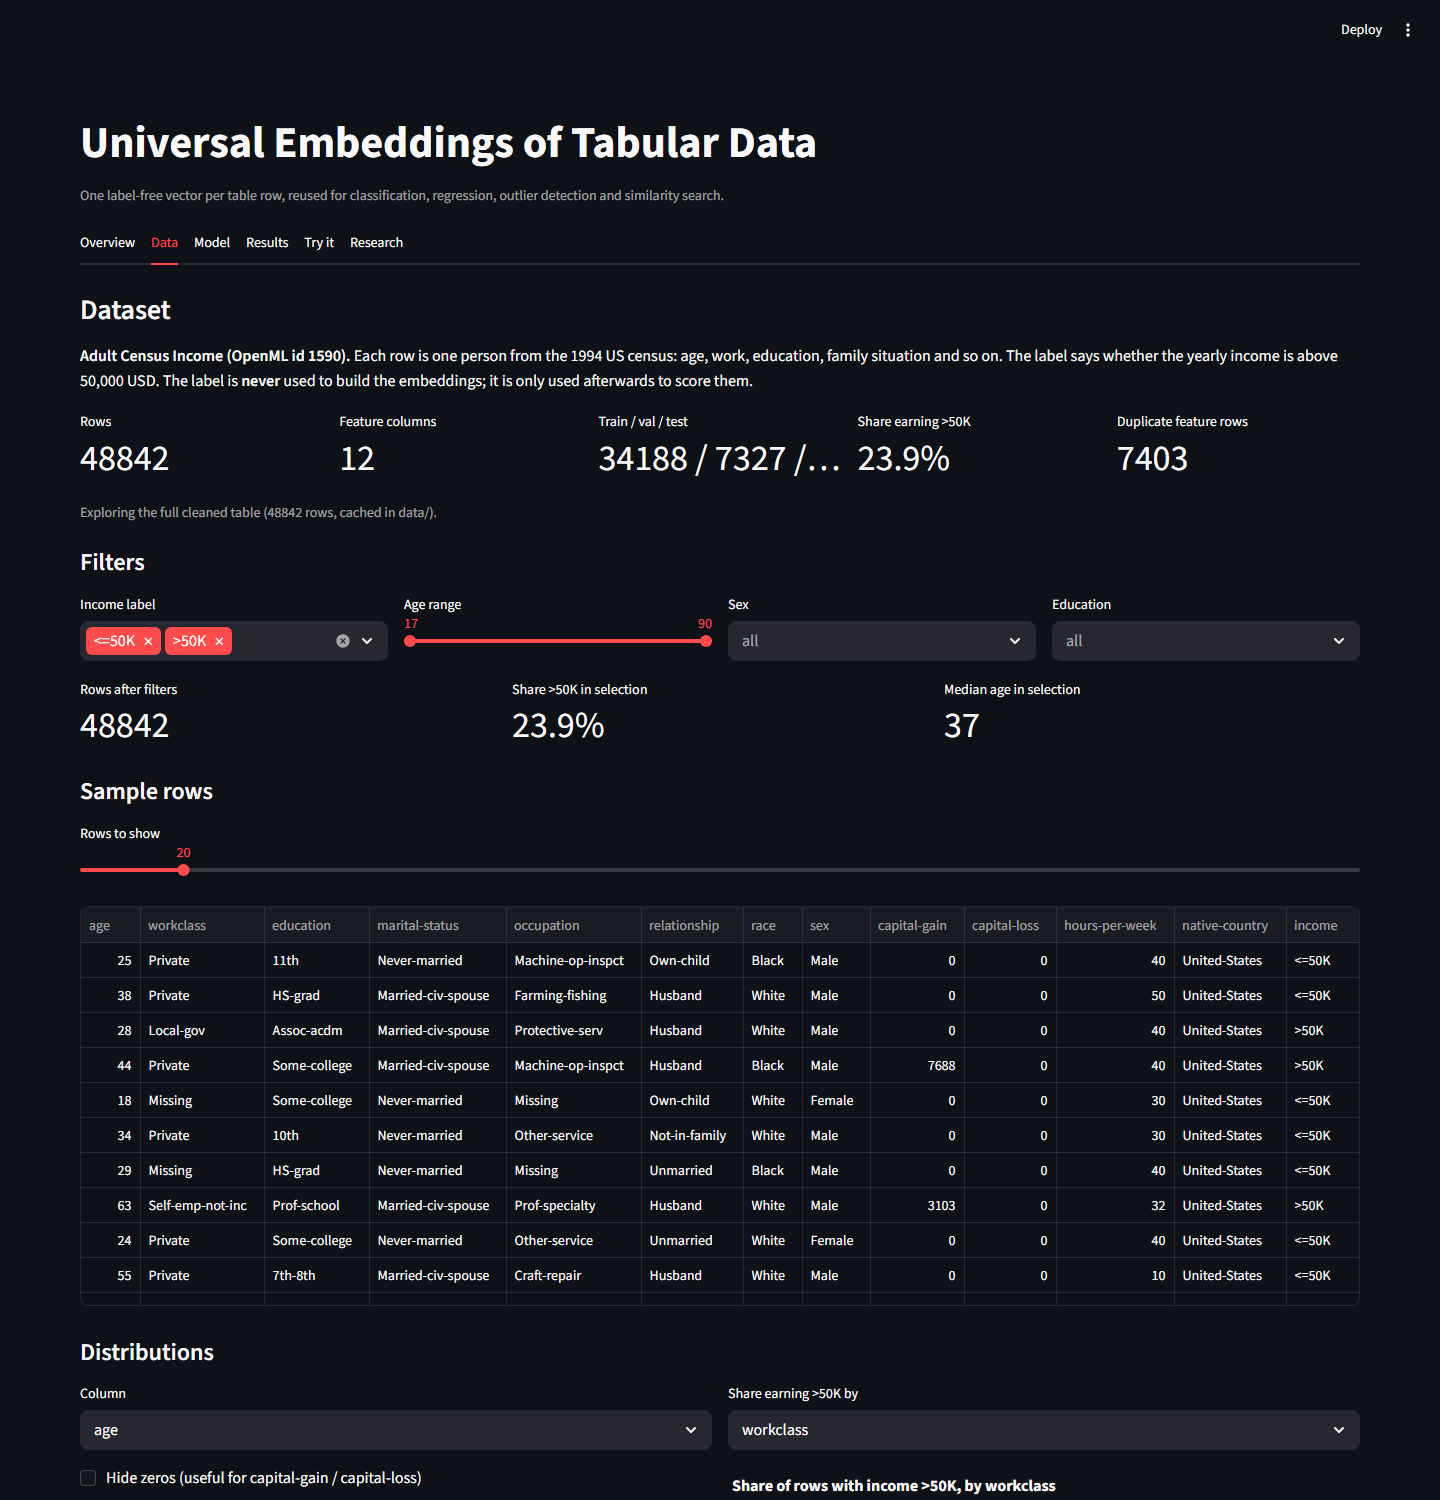 Deploy
Universal Embeddings of Tabular Data
One label-free vector per table row, reused for classification, regression, outlier detection and similarity search.
Overview Data Model Results Try it Research
Dataset
Adult Census Income (OpenML id 1590). Each row is one person from the 1994 US census: age, work, education, family situation and so on. The label says whether the yearly income is above
50,000 USD. The label is never used to build the embeddings; it is only used afterwards to score them.
Rows Feature columns Train / val / test Share earning >50K Duplicate feature rows
48842 12 34188 / 7327 /… 23.9% 7403
Exploring the full cleaned table (48842 rows, cached in data/).
Filters
Income label Age range Sex Education
17 90
<=50K >50K all all
Rows after filters Share >50K in selection Median age in selection
48842 23.9% 37
Sample rows
Rows to show
20
age workclass education marital-status occupation relationship race sex capital-gain capital-loss hours-per-week native-country income
25 Private 11th Never-married Machine-op-inspct Own-child Black Male 0 0 40 United-States <=50K
38 Private HS-grad Married-civ-spouse Farming-fishing Husband White Male 0 0 50 United-States <=50K
28 Local-gov Assoc-acdm Married-civ-spouse Protective-serv Husband White Male 0 0 40 United-States >50K
44 Private Some-college Married-civ-spouse Machine-op-inspct Husband Black Male 7688 0 40 United-States >50K
18 Missing Some-college Never-married Missing Own-child White Female 0 0 30 United-States <=50K
34 Private 10th Never-married Other-service Not-in-family White Male 0 0 30 United-States <=50K
29 Missing HS-grad Never-married Missing Unmarried Black Male 0 0 40 United-States <=50K
63 Self-emp-not-inc Prof-school Married-civ-spouse Prof-specialty Husband White Male 3103 0 32 United-States >50K
24 Private Some-college Never-married Other-service Unmarried White Female 0 0 40 United-States <=50K
55 Private 7th-8th Married-civ-spouse Craft-repair Husband White Male 0 0 10 United-States <=50K
Distributions
Column Share earning >50K by
age workclass
Hide zeros (useful for capital-gain / capital-loss)
Share of rows with income >50K, by workclass